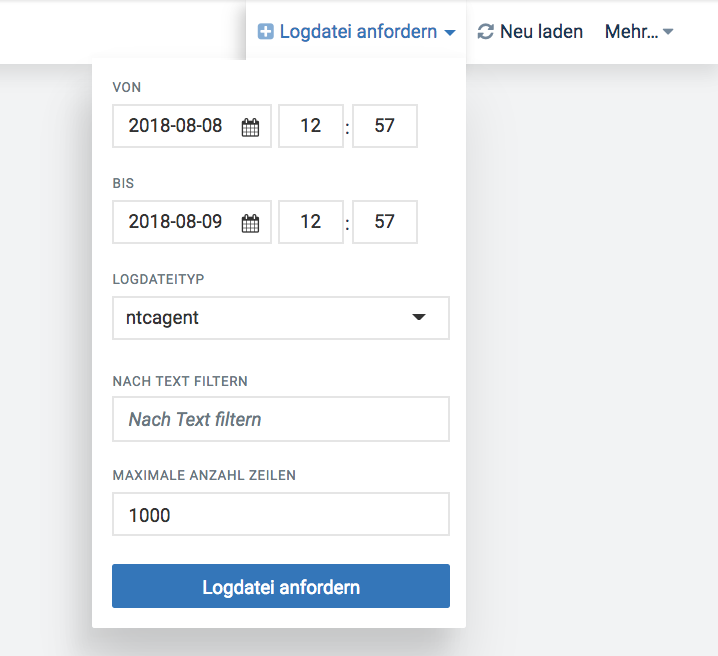 Logdatei anfordern Neu laden Mehr...
VON
2018-08-08 12 : 57
BIS
2018-08-09 12 : 57
LOGDATEITYP
ntcagent
NACH TEXT FILTERN
Nach Text filtern
MAXIMALE ANZAHL ZEILEN
1000
Logdatei anfordern